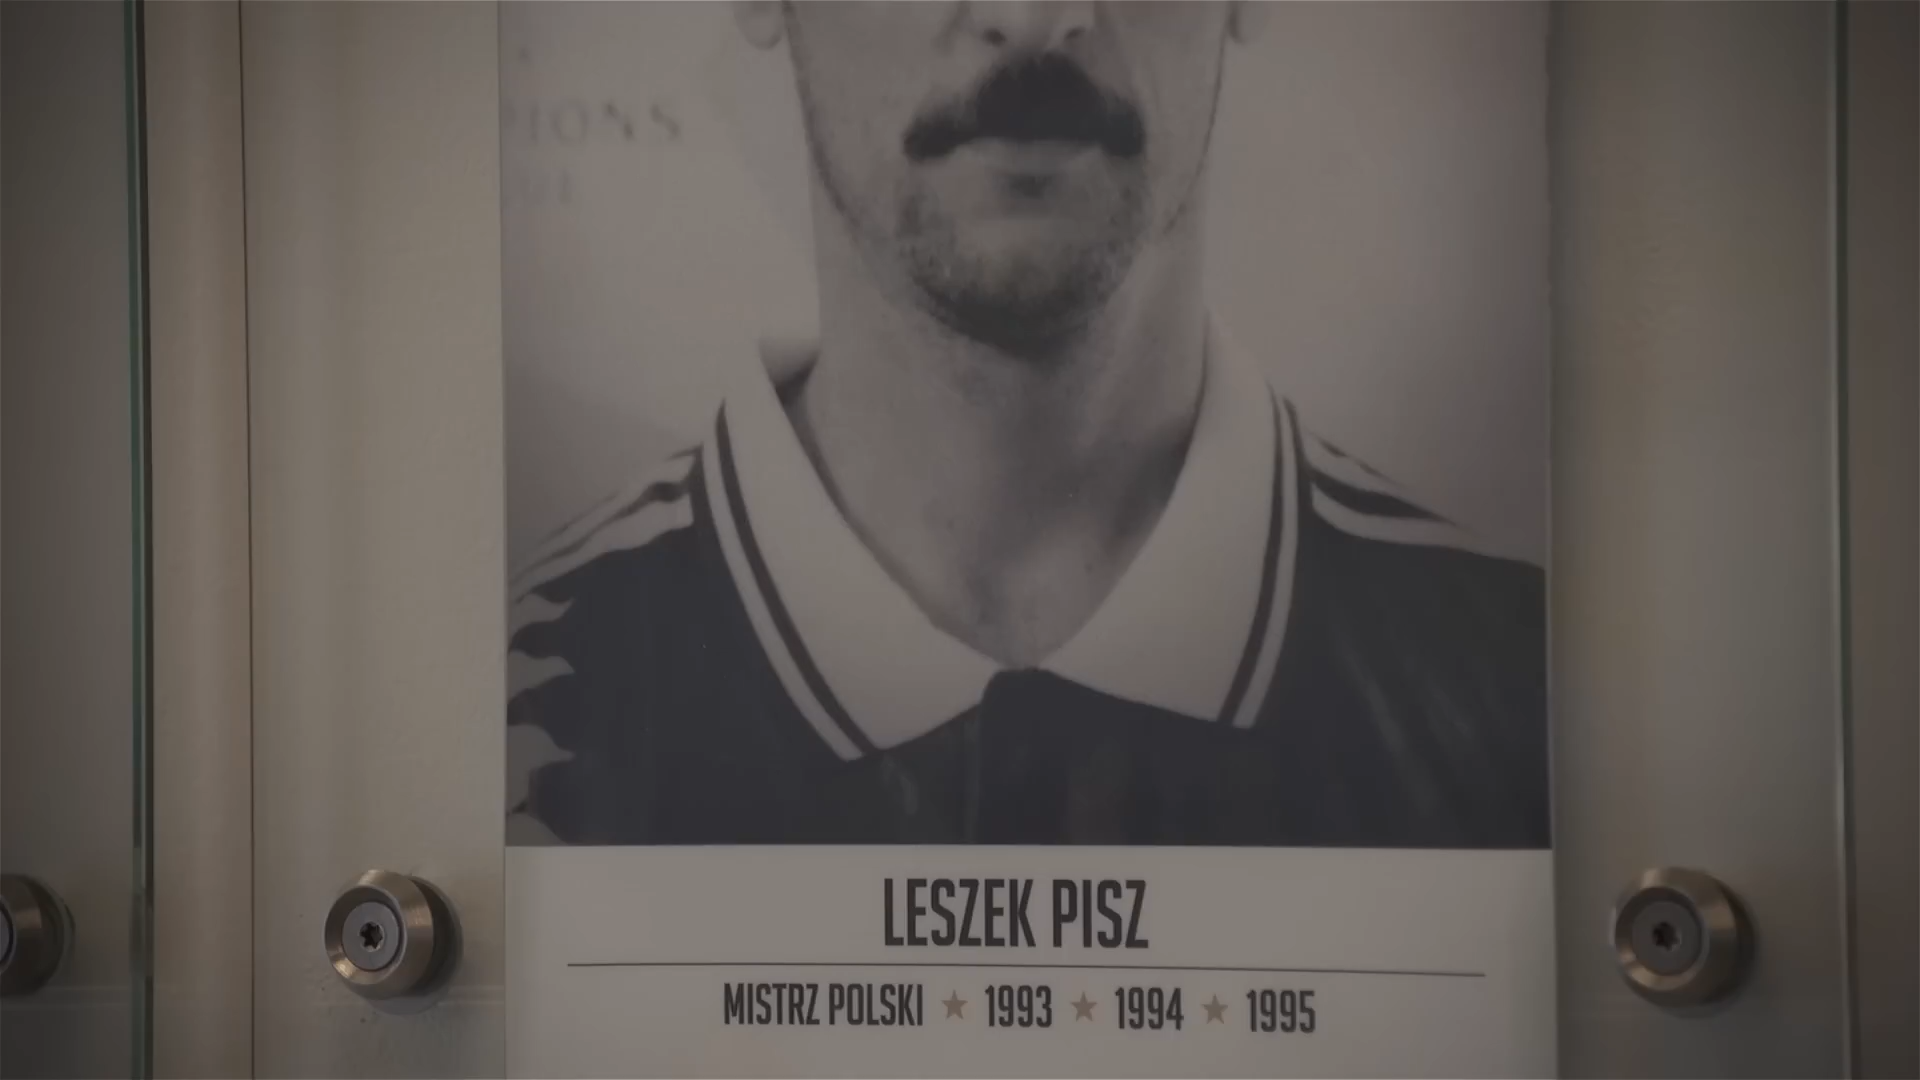 LESZEK PISZ
MISTRZ POLSKI ★ 1993 ★ 1994 ★ 1995